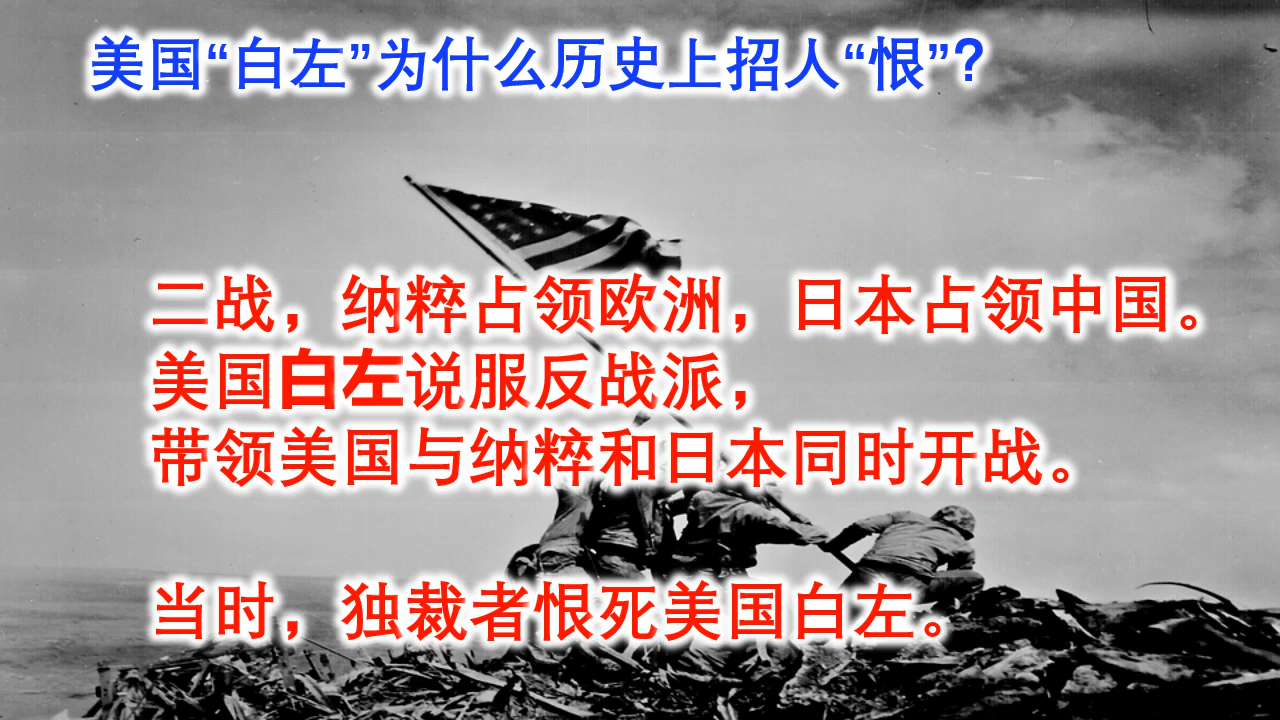 美国“白左”为什么历史上招人“恨”？
二战，纳粹占领欧洲，日本占领中国。
美国白左说服反战派，
带领美国与纳粹和日本同时开战。
当时，独裁者恨死美国白左。